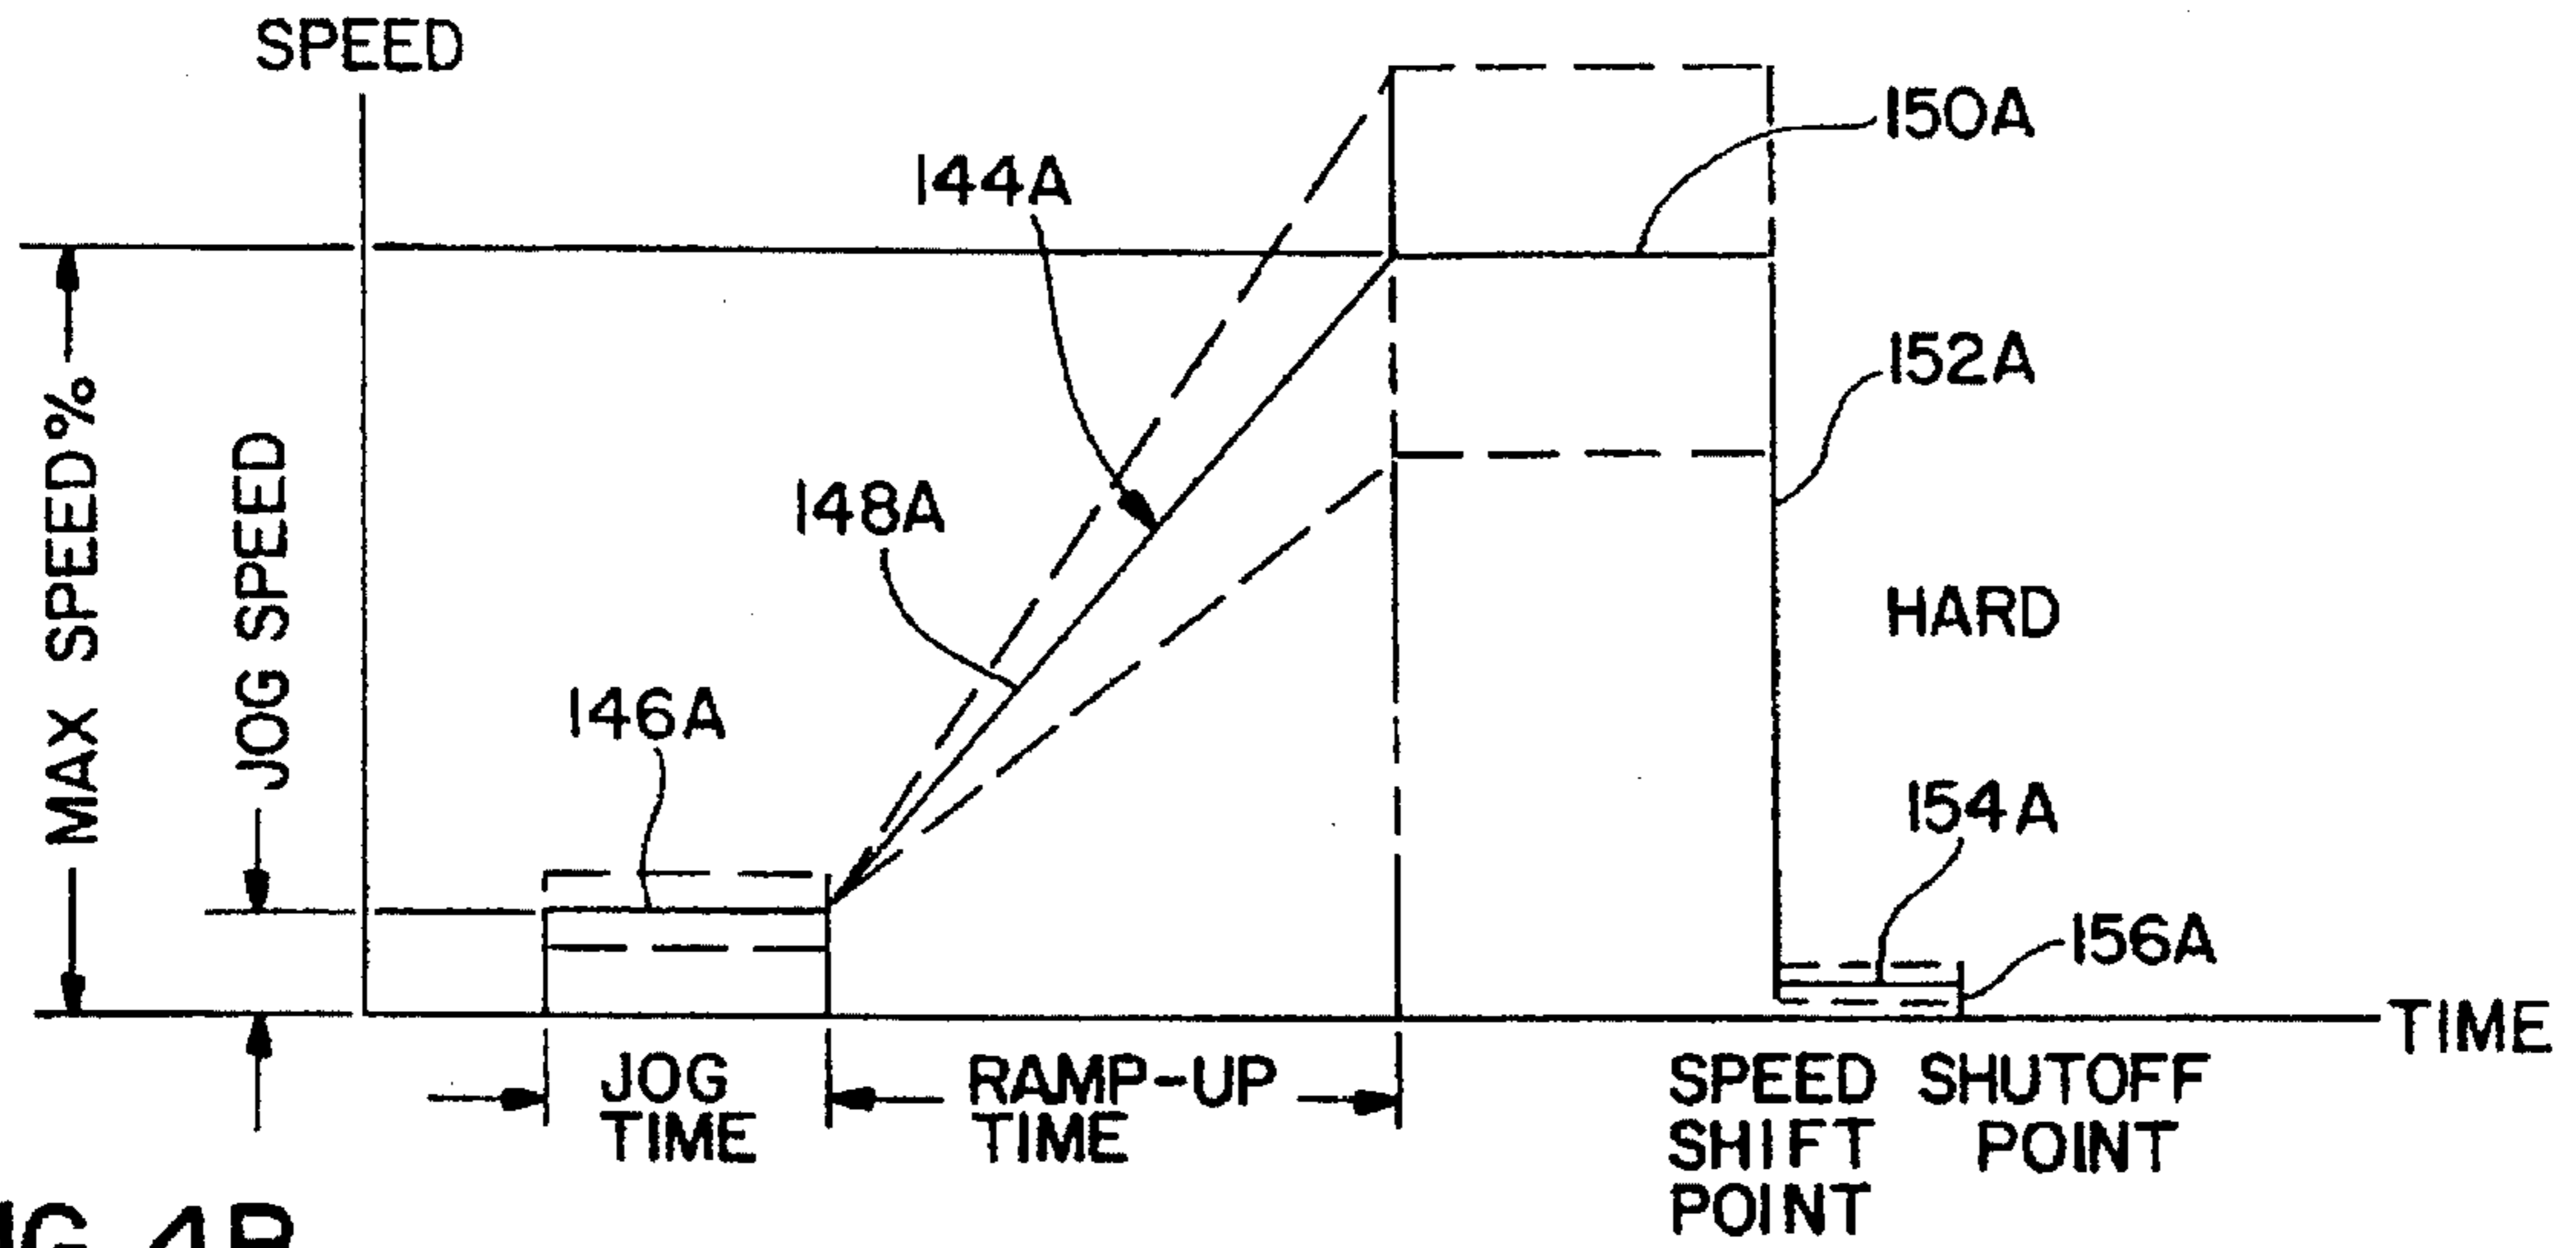 SPEED
150A
144A
152A
MAX SPEED%
JOG SPEED
148A
HARD
146A
154A
156A
TIME
JOG
TIME
RAMP-UP
TIME
SPEED
SHIFT
POINT
SHUTOFF
POINT